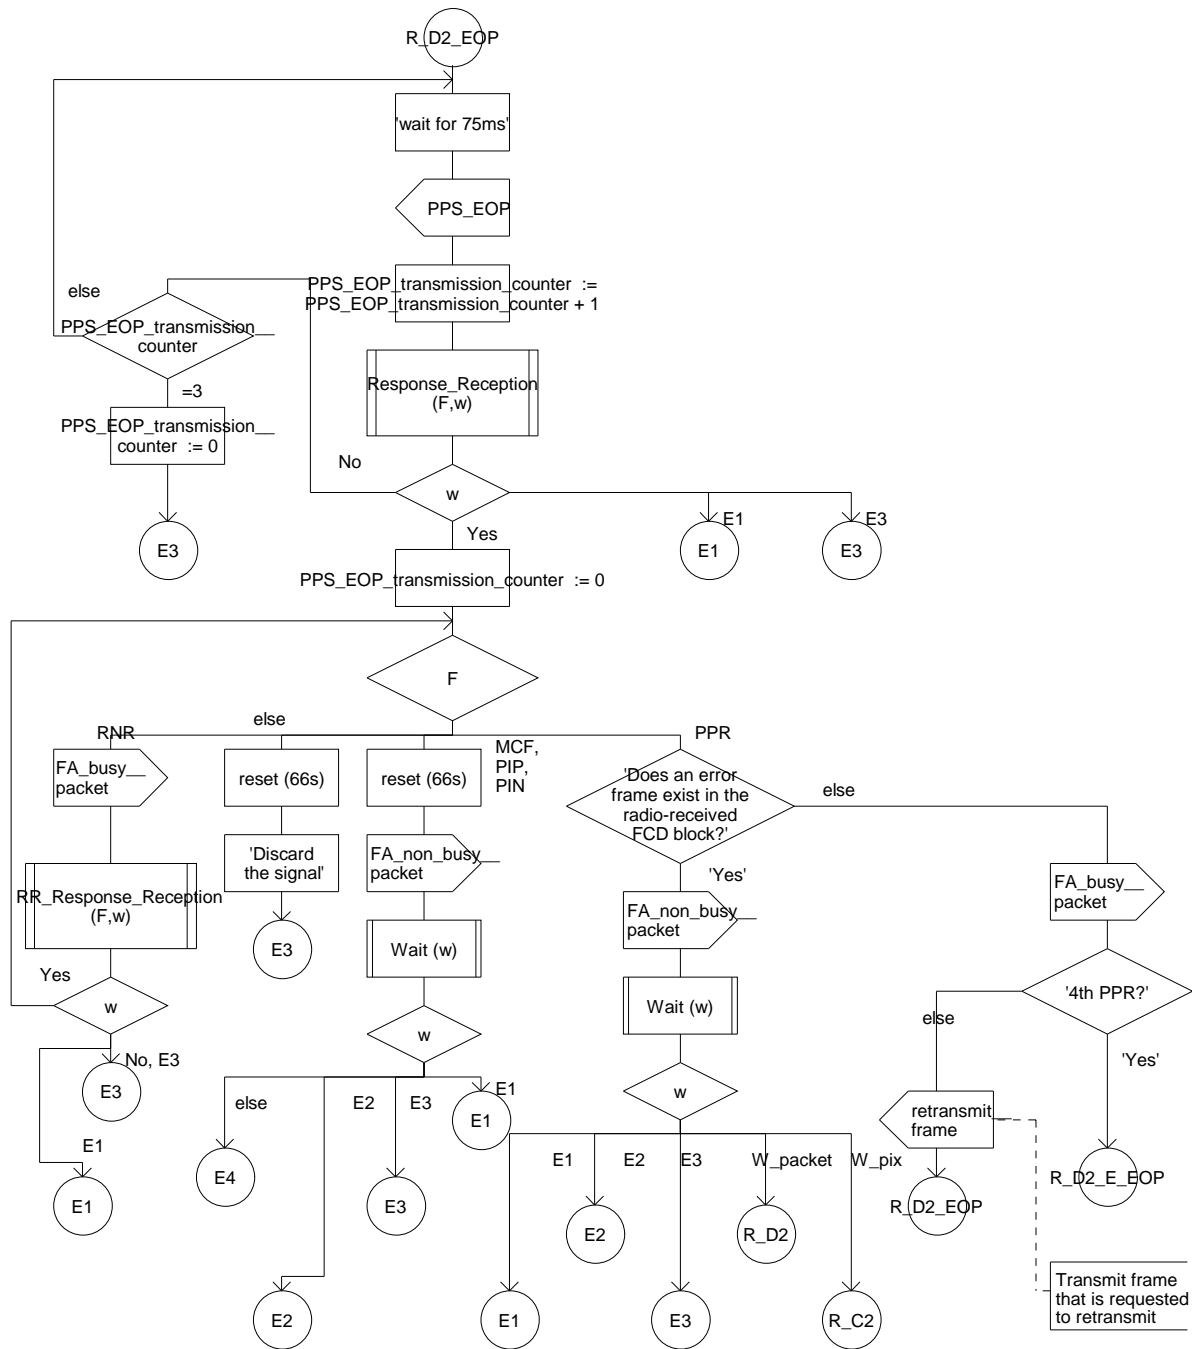 R_D2_EOP
'wait for 75ms'
PPS_EOP
PPS_EOP_transmission_counter :=
PPS_EOP_transmission_counter + 1
else
PPS_EOP_transmission__
counter
=3
PPS_EOP_transmission__
counter := 0
E3
Response_Reception
(F,w)
No
w
Yes
E1
E1
E3
E3
PPS_EOP_transmission_counter := 0
F
RNR
else
MCF,
PIP,
PIN
PPR
FA_busy__
packet
RR_Response_Reception
(F,w)
Yes
w
No, E3
E3
E1
E1
reset (66s)
'Discard
the signal'
E3
reset (66s)
FA_non_busy__
packet
Wait (w)
w
else
E2
E3
E1
E4
E2
E3
E1
'Does an error
frame exist in the
radio-received
FCD block?'
else
'Yes'
FA_non_busy__
packet
Wait (w)
w
E1
E2
E3
W_packet
W_pix
E1
E2
E3
R_D2
R_C2
FA_busy__
packet
'4th PPR?'
else
'Yes'
retransmit__
frame
R_D2_EOP
R_D2_E_EOP
Transmit frame
that is requested
to retransmit